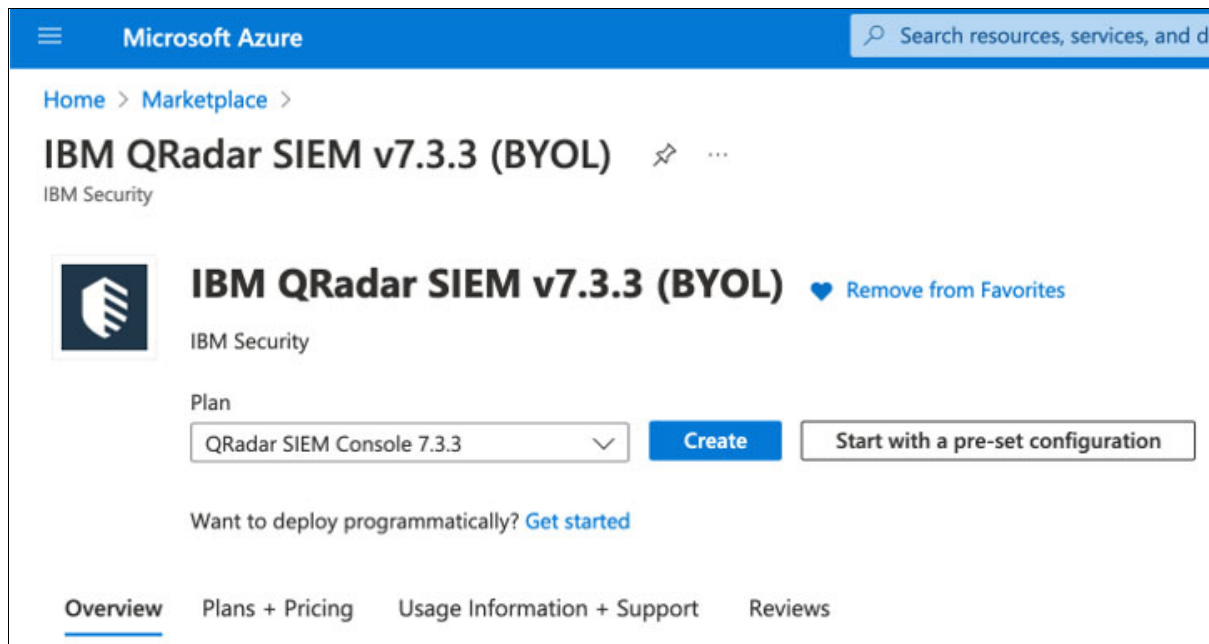 Microsoft Azure
Search resources, services, and d
Home > Marketplace >
IBM QRadar SIEM v7.3.3 (BYOL) ...
IBM Security
IBM QRadar SIEM v7.3.3 (BYOL) Remove from Favorites
IBM Security
Plan
QRadar SIEM Console 7.3.3 Create Start with a pre-set configuration
Want to deploy programmatically? Get started
Overview Plans + Pricing Usage Information + Support Reviews